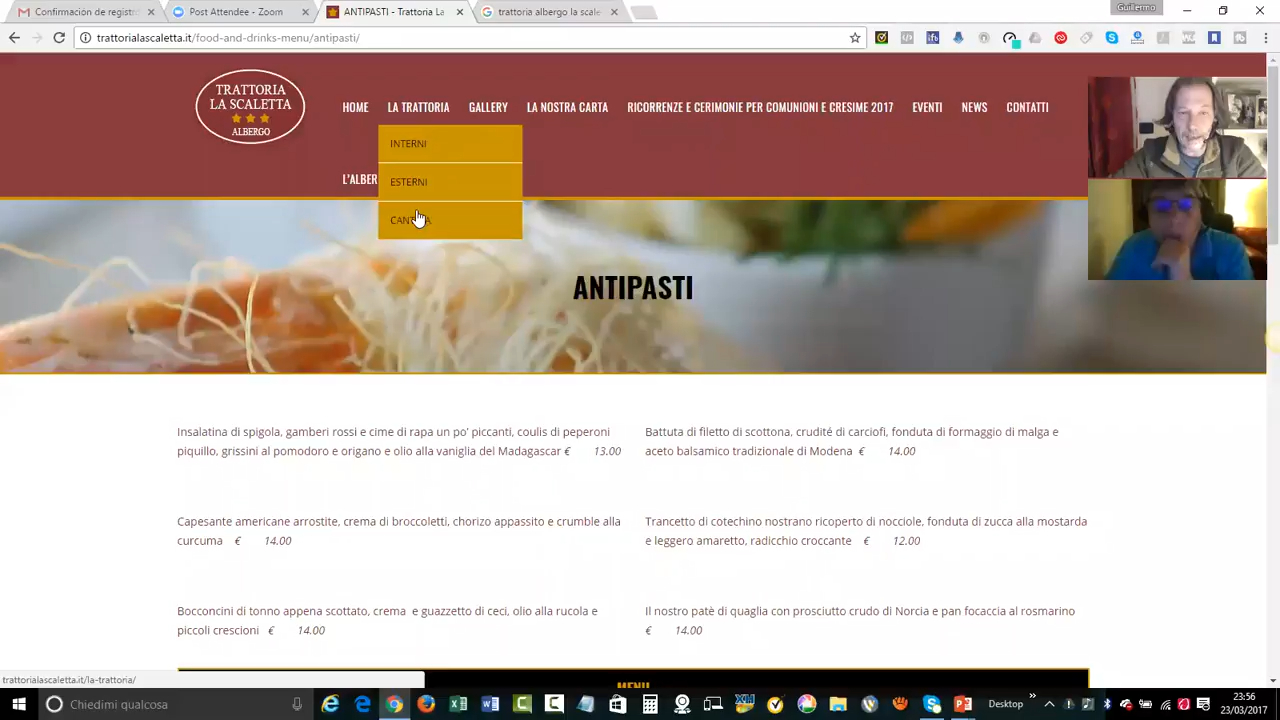 Confirmación de registr
Post Attendee - Zoom
ANTIPASTI - Trattoria La
trattoria albergo la scale
Guillermo
trattorialascaletta.it/food-and-drinks-menu/antipasti/
TRATTORIA
LA SCALETTA
ALBERGO
HOME
LA TRATTORIA
GALLERY
LA NOSTRA CARTA
RICORRENZE E CERIMONIE PER COMUNIONI E CRESIME 2017
EVENTI
NEWS
CONTATTI
L'ALBER
INTERNI
ESTERNI
ANTIPASTI
Insalatina di spigola, gamberi rossi e cime di rapa un po' piccanti, coulis di peperoni
piquillo, grissini al pomodoro e origano e olio alla vaniglia del Madagascar € 13.00
Battuta di filetto di scottona, crudité di carciofi, fonduta di formaggio di malga e
aceto balsamico tradizionale di Modena € 14.00
Capesante americane arrostite, crema di broccoletti, chorizo appassito e crumble alla
curcuma € 14.00
Trancetto di cotechino nostrano ricoperto di nocciole, fonduta di zucca alla mostarda
e leggero amaretto, radicchio croccante € 12.00
Bocconcini di tonno appena scottato, crema e guazzetto di ceci, olio alla rucola e
piccoli crescioni € 14.00
Il nostro patè di quaglia con prosciutto crudo di Norcia e pan focaccia al rosmarino
€ 14.00
MENU
trattorialascaletta.it/la-trattoria/
Chiedimi qualcosa
Desktop
23:56
23/03/2017